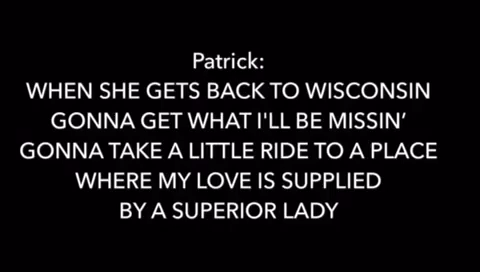 Patrick:
WHEN SHE GETS BACK TO WISCONSIN
GONNA GET WHAT I'LL BE MISSIN’
GONNA TAKE A LITTLE RIDE TO A PLACE
WHERE MY LOVE IS SUPPLIED
BY A SUPERIOR LADY